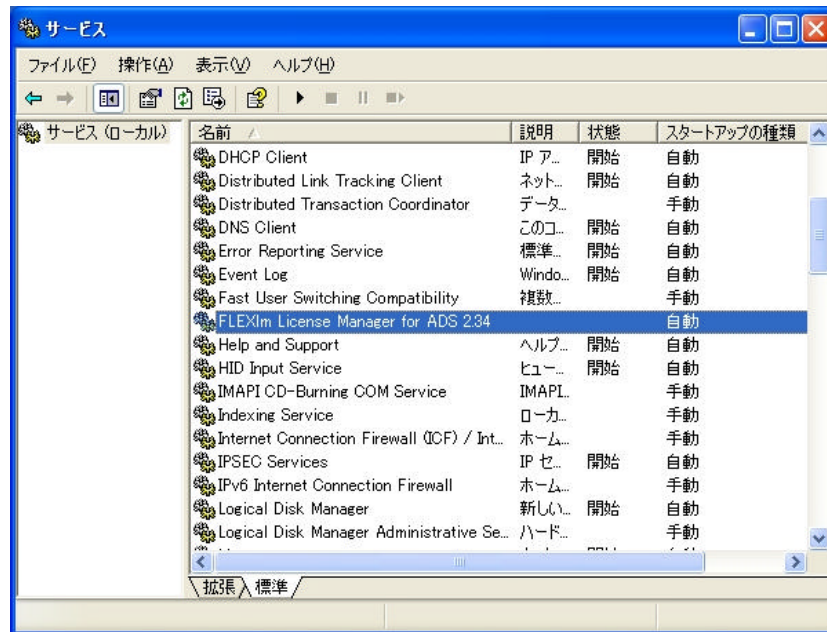 サービス
ファイル(F) 操作(A) 表示(V) ヘルプ(H)
サービス (ローカル)
名前 説明 状態 スタートアップの種類
DHCP Client IP ア... 開始 自動
Distributed Link Tracking Client ネット... 開始 自動
Distributed Transaction Coordinator データ... 手動
DNS Client このコ... 開始 自動
Error Reporting Service 標準... 開始 自動
Event Log Windo... 開始 自動
Fast User Switching Compatibility 複数... 手動
FLEXlm License Manager for ADS 2.34 自動
Help and Support ヘルプ... 開始 自動
HID Input Service ヒュー... 開始 自動
IMAPI CD-Burning COM Service IMAPI... 手動
Indexing Service ローカ... 手動
Internet Connection Firewall (ICF) / Int... ホーム... 手動
IPSEC Services IP セ... 開始 自動
IPv6 Internet Connection Firewall ホーム... 手動
Logical Disk Manager 新しい... 開始 自動
Logical Disk Manager Administrative Se... ハード... 手動
拡張 標準